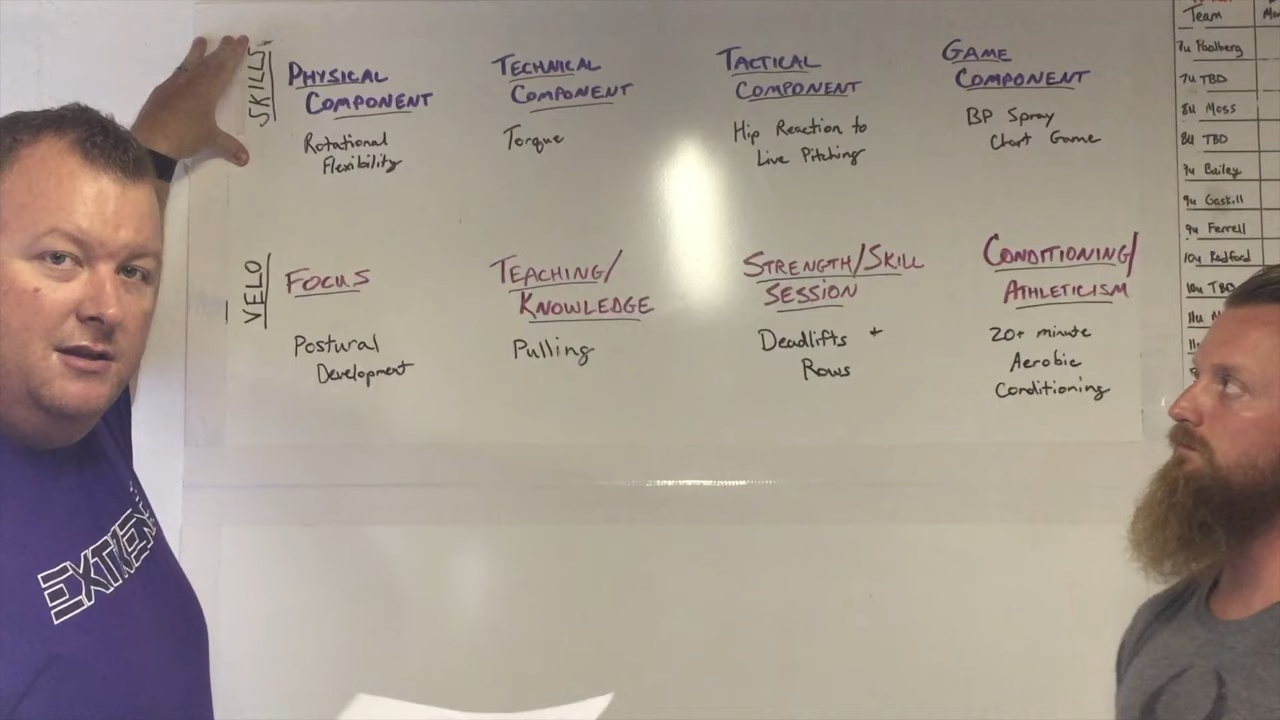 SKILLS
PHYSICAL
COMPONENT
Rotational
Flexibility
TECHNICAL
COMPONENT
Torque
TACTICAL
COMPONENT
Hip Reaction to
Live Pitching
GAME
COMPONENT
BP Spray
Chart Game
VELO
FOCUS
Postural
Development
TEACHING/
KNOWLEDGE
Pulling
STRENGTH/SKILL
SESSION
Deadlifts +
Rows
CONDITIONING/
ATHLETICISM
20+ minute
Aerobic
Conditioning
Team
7u Paalberg
7u TBD
8u Moss
8u TBD
9u Bailey
9u Gaskill
9u Ferrell
10u Radford
10u TBD
11u
EXTREME